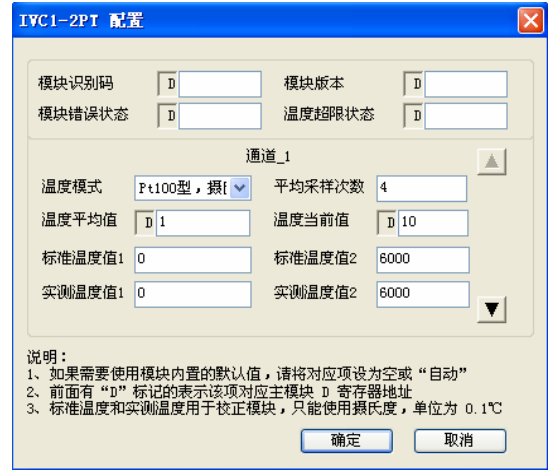 IVC1-2PT 配置
模块识别码 D 模块版本 D
模块错误状态 D 温度超限状态 D
通道_1
温度模式 Pt100型，摄 平均采样次数 4
温度平均值 D 1 温度当前值 D 10
标准温度值1 0 标准温度值2 6000
实测温度值1 0 实测温度值2 6000
说明：
1、如果需要使用模块内置的默认值，请将对应项设为空或“自动”
2、前面有“D”标记的表示该项对应主模块 D 寄存器地址
3、标准温度和实测温度用于校正模块，只能使用摄氏度，单位为 0.1℃
确定 取消